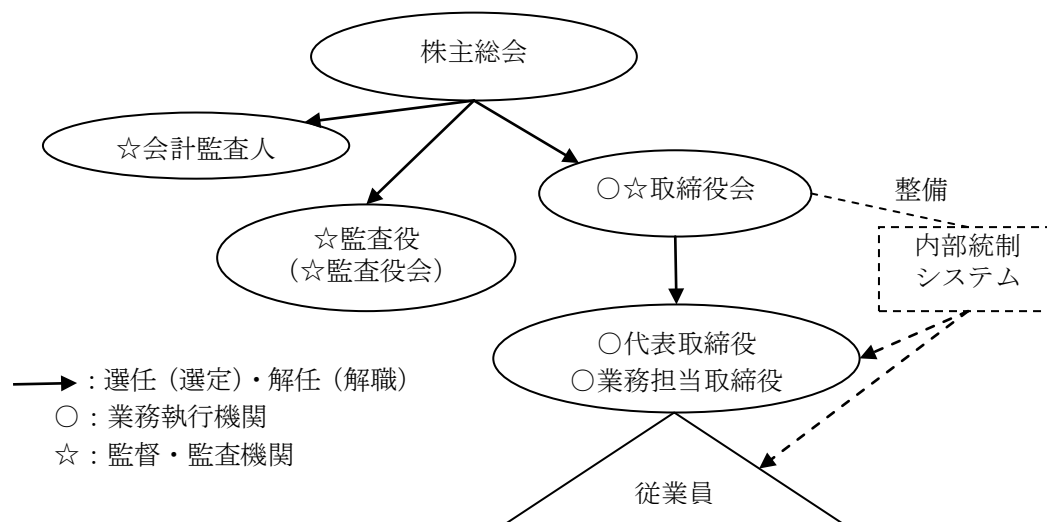 株主総会
☆会計監査人
○☆取締役会
整備
☆監査役
（☆監査役会）
内部統制
システム
○代表取締役
○業務担当取締役
：選任（選定）・解任（解職）
○：業務執行機関
☆：監督・監査機関
従業員